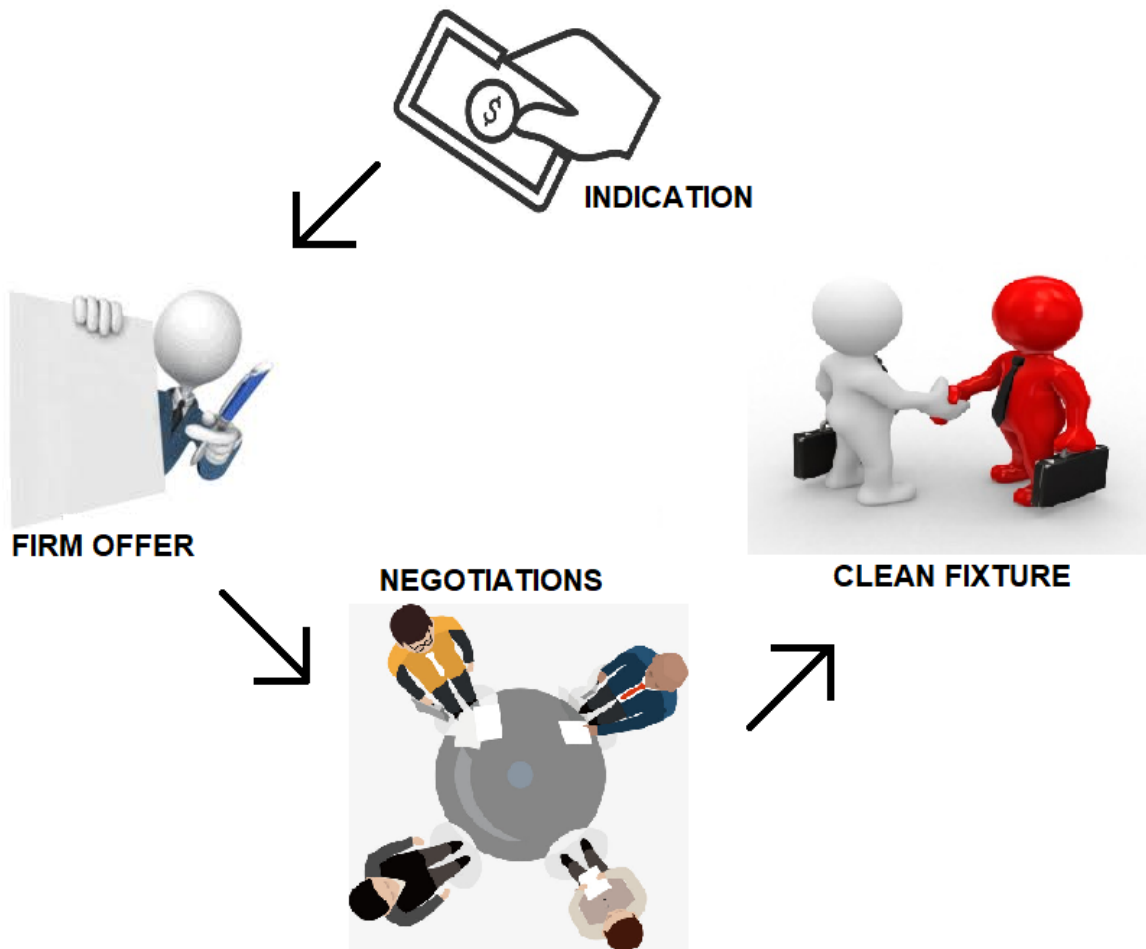 $
INDICATION
FIRM OFFER
NEGOTIATIONS
CLEAN FIXTURE